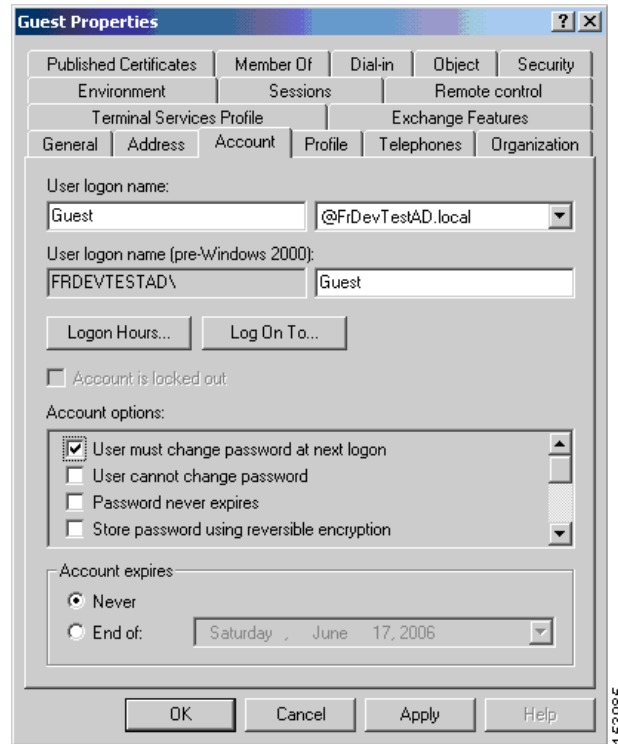 Guest Properties
Published Certificates Member Of Dial-in Object Security
Environment Sessions Remote control
Terminal Services Profile Exchange Features
General Address Account Profile Telephones Organization
User logon name:
Guest @FrDevTestAD.local
User logon name (pre-Windows 2000):
FRDEVTESTAD\ Guest
Logon Hours... Log On To...
Account is locked out
Account options:
User must change password at next logon
User cannot change password
Password never expires
Store password using reversible encryption
Account expires
Never
End of: Saturday , June 17, 2006
OK Cancel Apply Help
153985